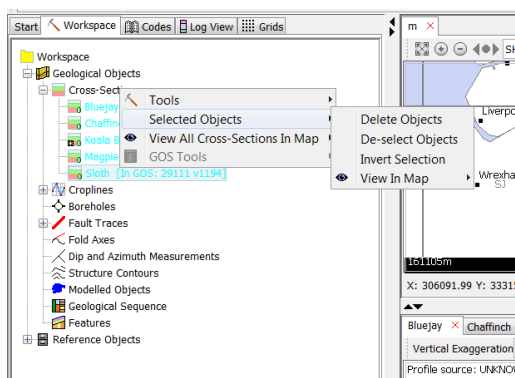 Start Workspace Codes Log View Grids
m ×
Workspace
Geological Objects
Cross-Sect
Bluejay
Chaffin
Koala B
Magpie
Sloth [In GOS: 29111 v1194]
Croplines
Boreholes
Fault Traces
Fold Axes
Dip and Azimuth Measurements
Structure Contours
Modelled Objects
Geological Sequence
Features
Reference Objects
Tools
Selected Objects
View All Cross-Sections In Map
GOS Tools
Delete Objects
De-select Objects
Invert Selection
View In Map
SH
Liverpo
Wrexha
SJ
161105m
X: 306091.99 Y: 3331
Bluejay × Chaffinch
Vertical Exaggeration
Profile source: UNKNO